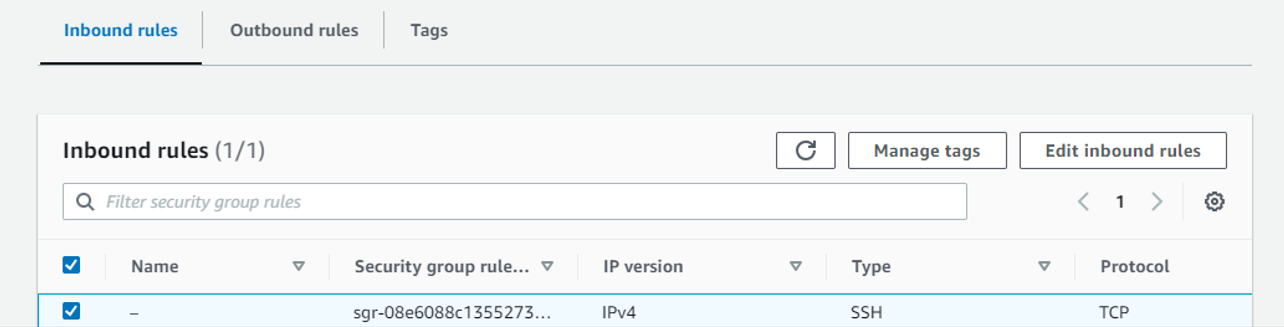 Inbound rules Outbound rules Tags
Inbound rules (1/1) Manage tags Edit inbound rules
Filter security group rules 1
Name Security group rule... IP version Type Protocol
– sgr-08e6088c1355273... IPv4 SSH TCP